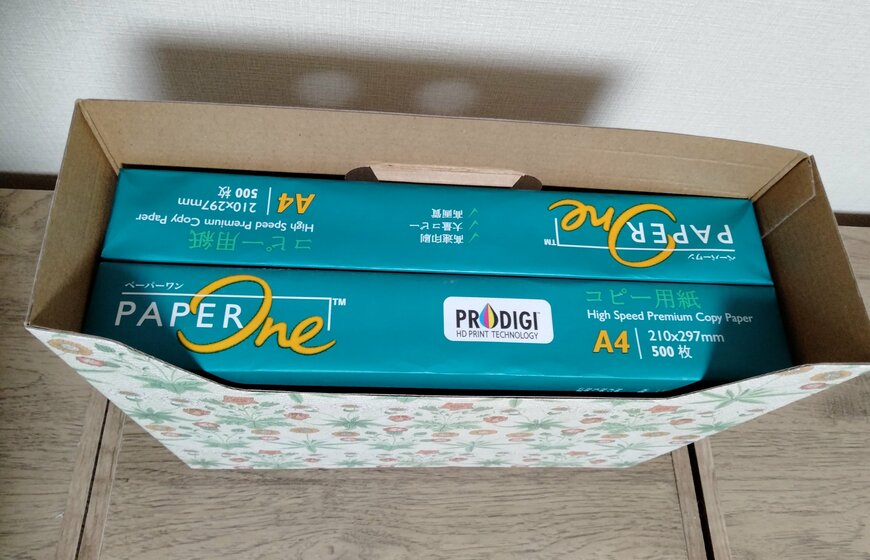 ペーパーワン
PAPER One™
PRODIGI
HD PRINT TECHNOLOGY
コピー用紙
High Speed Premium Copy Paper
A4 210x297mm
500 枚
ペーパーワン
PAPER One™
高速印刷
大量コピー
高画質
コピー用紙
High Speed Premium Copy Paper
A4 210x297mm
500 枚